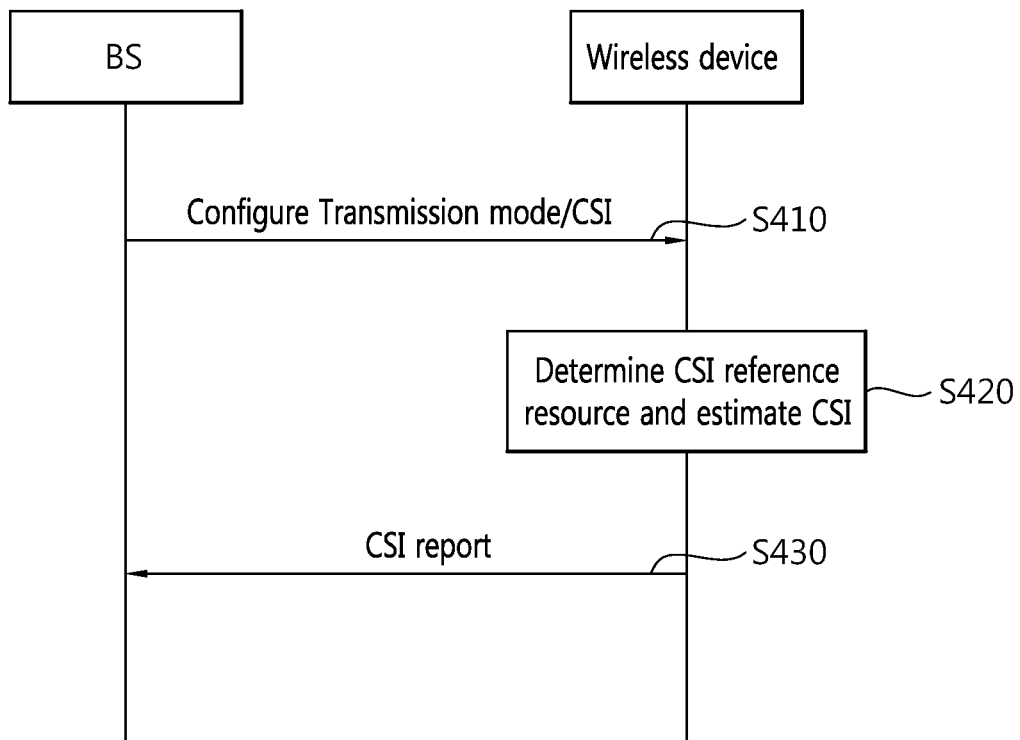 BS
Wireless device
Configure Transmission mode/CSI
S410
Determine CSI reference
resource and estimate CSI
S420
CSI report
S430